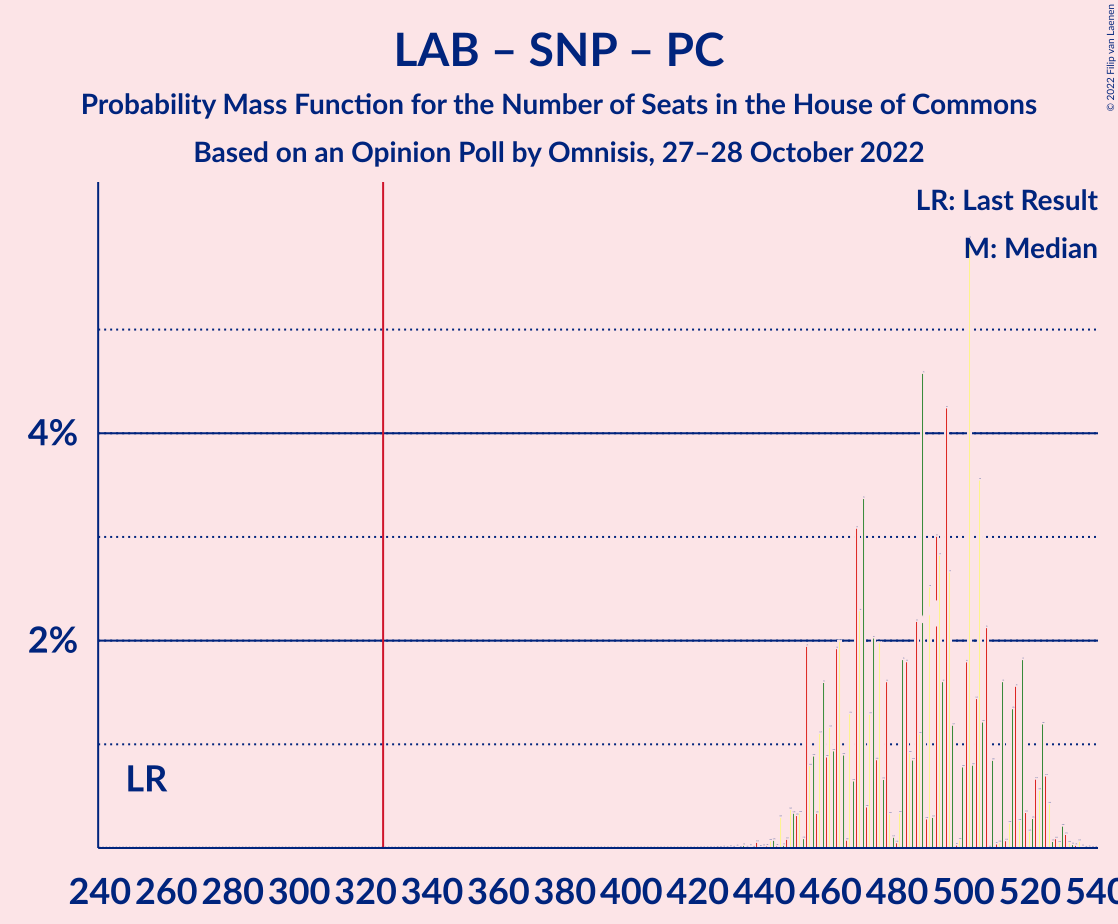 LAB – SNP – PC
Probability Mass Function for the Number of Seats in the House of Commons
Based on an Opinion Poll by Omnisis, 27–28 October 2022
© 2022 Filip van Laenen
LR: Last Result
M: Median
4%
2%
LR
240 260 280 300 320 340 360 380 400 420 440 460 480 500 520 540